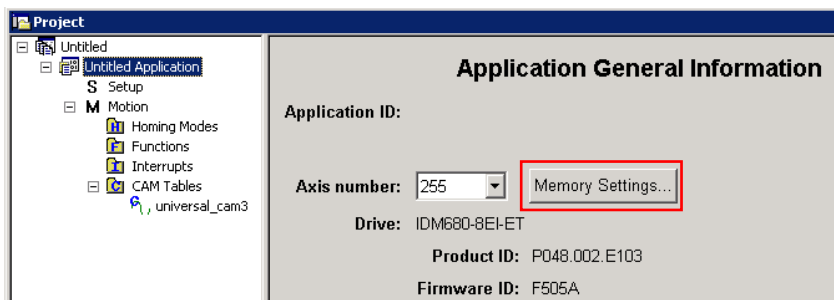 Project
Untitled
Untitled Application
S Setup
M Motion
H Homing Modes
F Functions
I Interrupts
C CAM Tables
universal_cam3
Application General Information
Application ID:
Axis number: 255 Memory Settings...
Drive: IDM680-8EI-ET
Product ID: P048.002.E103
Firmware ID: F505A